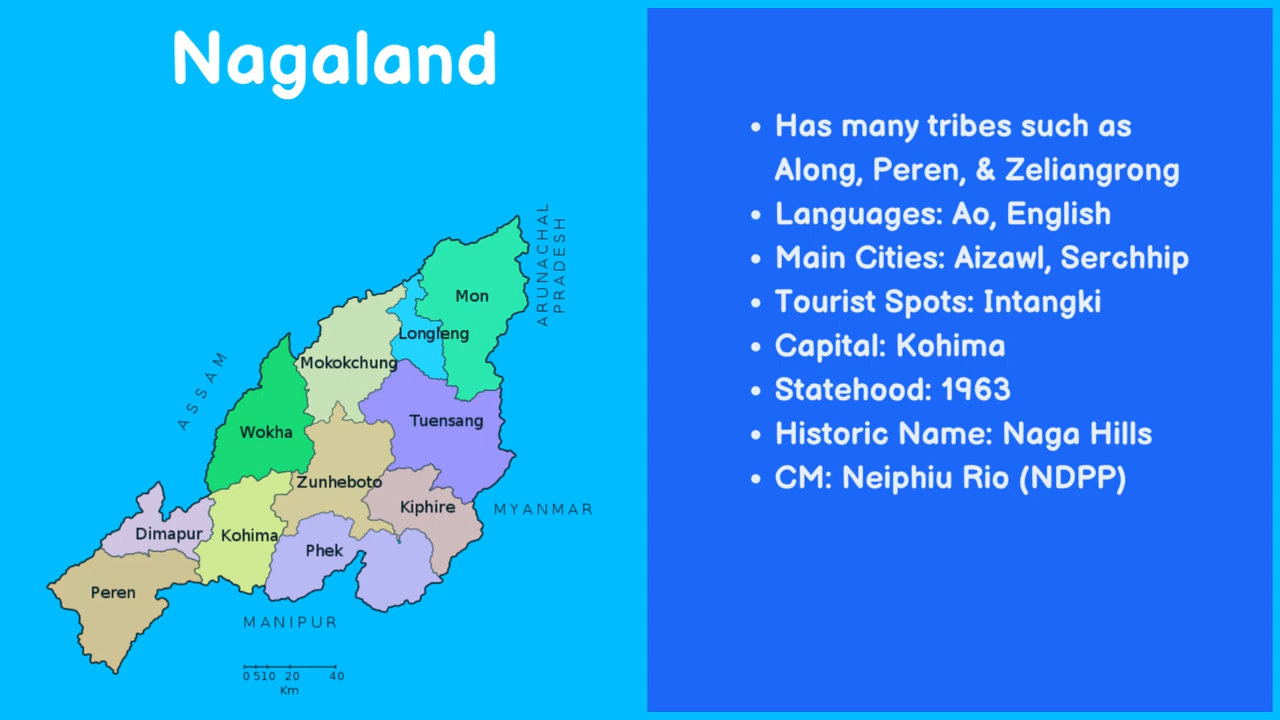 Nagaland
ARUNACHAL
PRADESH
Mon
Longleng
Mokokchung
ASSAM
Tuensang
Wokha
Zunheboto
Kiphire
MYANMAR
Dimapur
Kohima
Phek
Peren
MANIPUR
0 5 10 20 40
Km
• Has many tribes such as
Along, Peren, & Zeliangrong
• Languages: Ao, English
• Main Cities: Aizawl, Serchhip
• Tourist Spots: Intangki
• Capital: Kohima
• Statehood: 1963
• Historic Name: Naga Hills
• CM: Neiphiu Rio (NDPP)